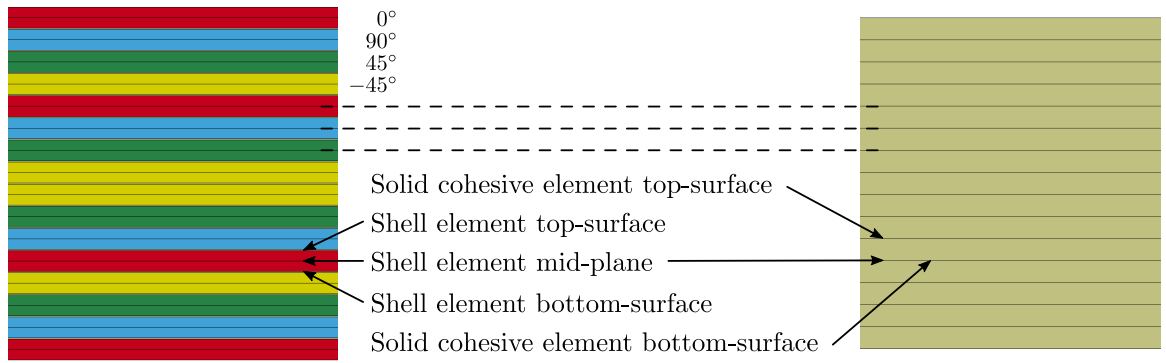 0°
90°
45°
−45°
Solid cohesive element top-surface
Shell element top-surface
Shell element mid-plane
Shell element bottom-surface
Solid cohesive element bottom-surface